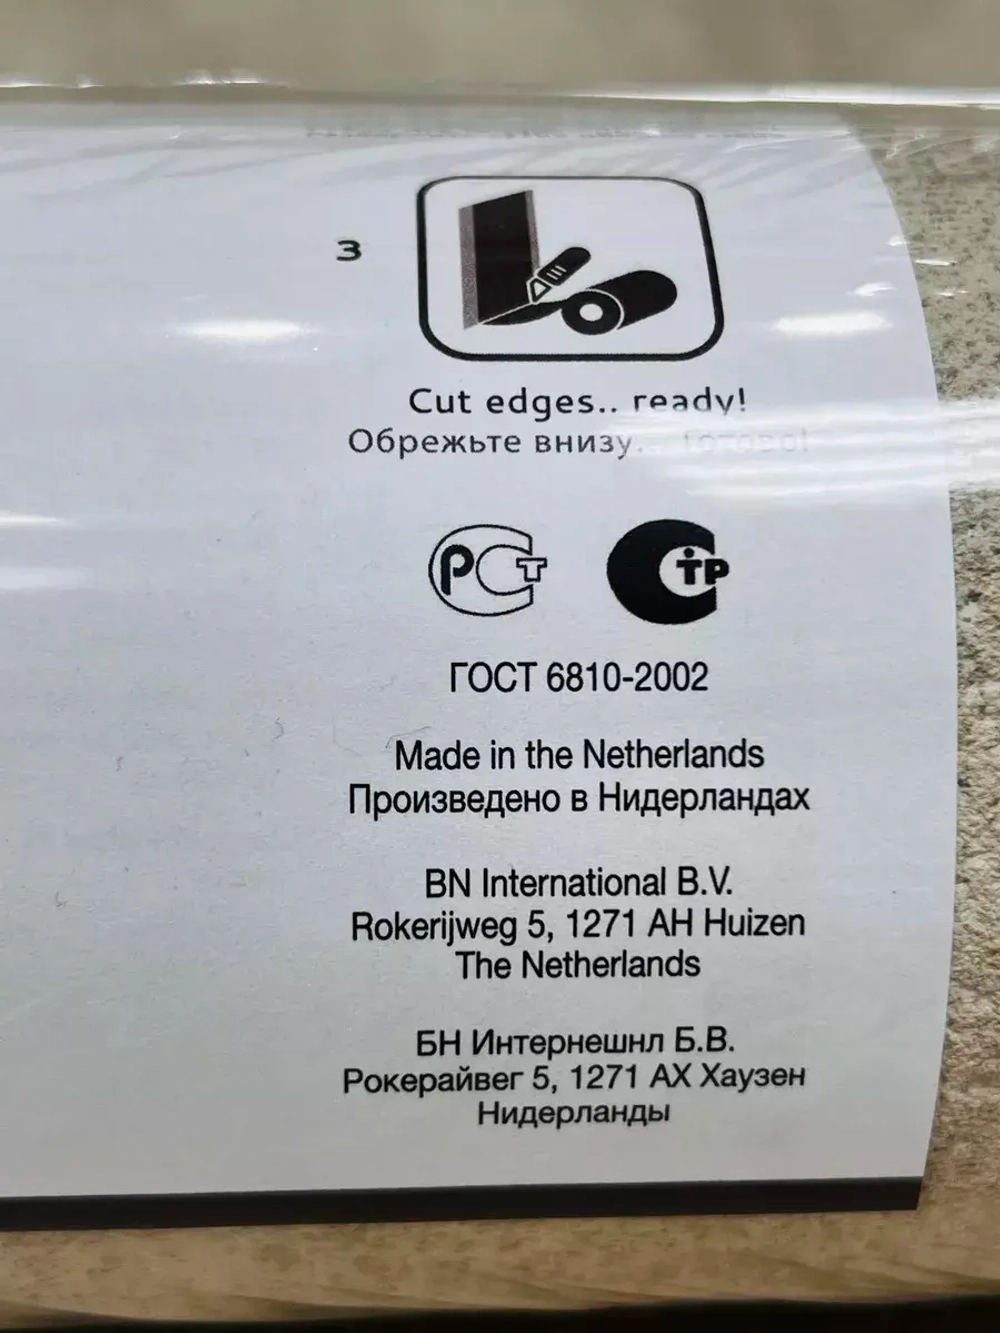 3
Cut edges.. ready!
Обрежьте внизу...
РСТ
СТР
ГОСТ 6810-2002
Made in the Netherlands
Произведено в Нидерландах
BN International B.V.
Rokerijweg 5, 1271 AH Huizen
The Netherlands
БН Интернешнл Б.В.
Рокерайвег 5, 1271 АХ Хаузен
Нидерланды